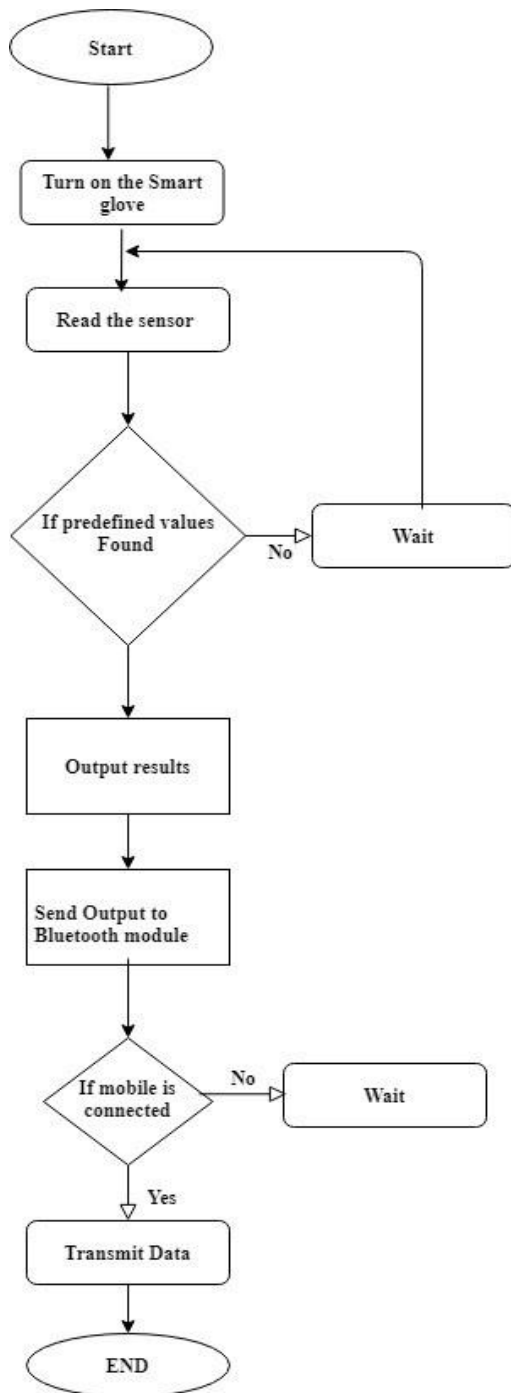 Start
Turn on the Smart
glove
Read the sensor
If predefined values
Found
No
Wait
Output results
Send Output to
Bluetooth module
If mobile is
connected
No
Wait
Yes
Transmit Data
END